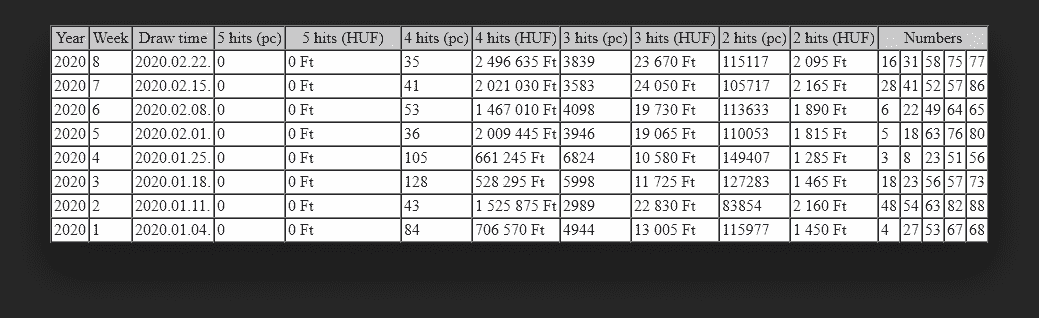 Year Week Draw time 5 hits (pc) 5 hits (HUF) 4 hits (pc) 4 hits (HUF) 3 hits (pc) 3 hits (HUF) 2 hits (pc) 2 hits (HUF) Numbers
2020 8 2020.02.22. 0 0 Ft 35 2 496 635 Ft 3839 23 670 Ft 115117 2 095 Ft 16 31 58 75 77
2020 7 2020.02.15. 0 0 Ft 41 2 021 030 Ft 3583 24 050 Ft 105717 2 165 Ft 28 41 52 57 86
2020 6 2020.02.08. 0 0 Ft 53 1 467 010 Ft 4098 19 730 Ft 113633 1 890 Ft 6 22 49 64 65
2020 5 2020.02.01. 0 0 Ft 36 2 009 445 Ft 3946 19 065 Ft 110053 1 815 Ft 5 18 63 76 80
2020 4 2020.01.25. 0 0 Ft 105 661 245 Ft 6824 10 580 Ft 149407 1 285 Ft 3 8 23 51 56
2020 3 2020.01.18. 0 0 Ft 128 528 295 Ft 5998 11 725 Ft 127283 1 465 Ft 18 23 56 57 73
2020 2 2020.01.11. 0 0 Ft 43 1 525 875 Ft 2989 22 830 Ft 83854 2 160 Ft 48 54 63 82 88
2020 1 2020.01.04. 0 0 Ft 84 706 570 Ft 4944 13 005 Ft 115977 1 450 Ft 4 27 53 67 68